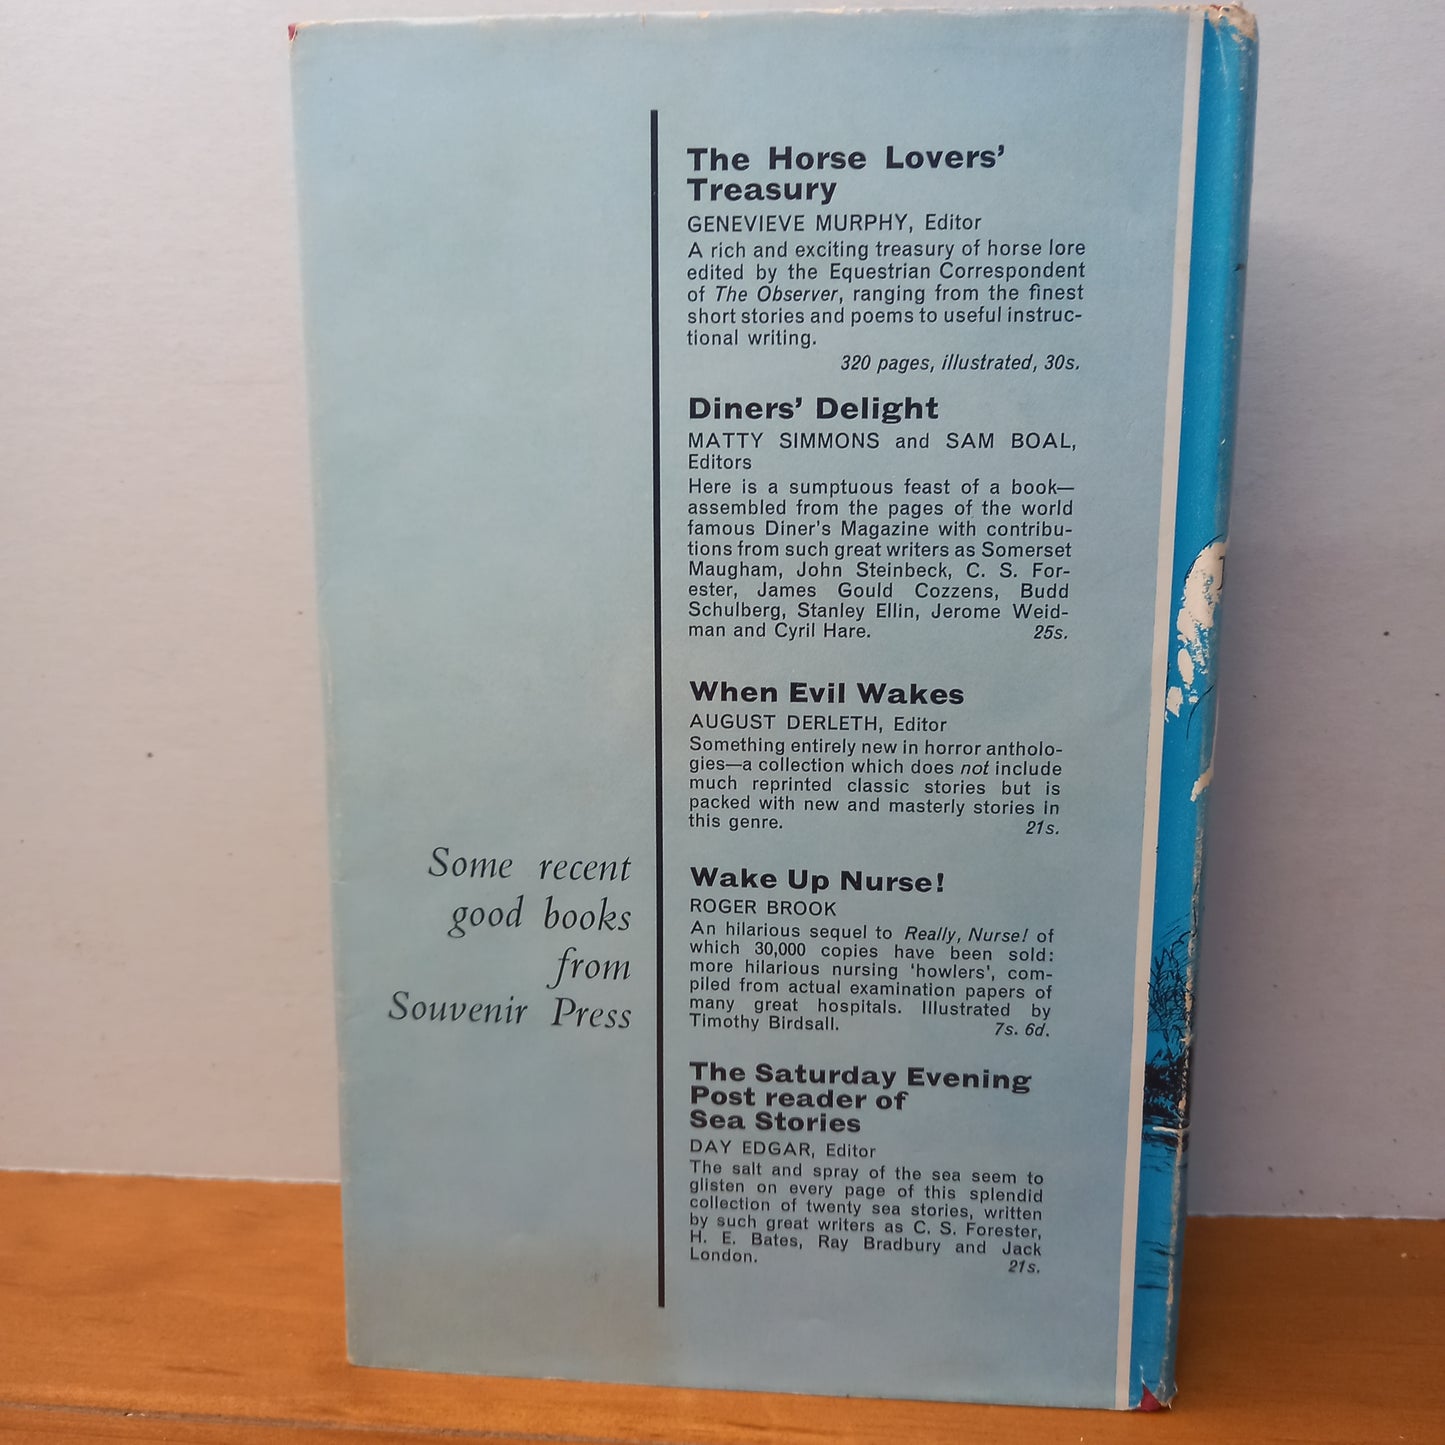 The Horse Lovers'
Treasury
GENEVIEVE MURPHY, Editor
A rich and exciting treasury of horse lore
edited by the Equestrian Correspondent
of The Observer, ranging from the finest
short stories and poems to useful instruc-
tional writing.
320 pages, illustrated, 30s.
Diners' Delight
MATTY SIMMONS and SAM BOAL,
Editors
Here is a sumptuous feast of a book—
assembled from the pages of the world
famous Diner's Magazine with contribu-
tions from such great writers as Somerset
Maugham, John Steinbeck, C. S. For-
ester, James Gould Cozzens, Budd
Schulberg, Stanley Ellin, Jerome Weid-
man and Cyril Hare. 25s.
When Evil Wakes
AUGUST DERLETH, Editor
Something entirely new in horror antholo-
gies—a collection which does not include
much reprinted classic stories but is
packed with new and masterly stories in
this genre. 21s.
Wake Up Nurse!
ROGER BROOK
An hilarious sequel to Really, Nurse! of
which 30,000 copies have been sold:
more hilarious nursing 'howlers', com-
piled from actual examination papers of
many great hospitals. Illustrated by
Timothy Birdsall. 7s. 6d.
The Saturday Evening
Post reader of
Sea Stories
DAY EDGAR, Editor
The salt and spray of the sea seem to
glisten on every page of this splendid
collection of twenty sea stories, written
by such great writers as C. S. Forester,
H. E. Bates, Ray Bradbury and Jack
London. 21s.
Some recent
good books
from
Souvenir Press